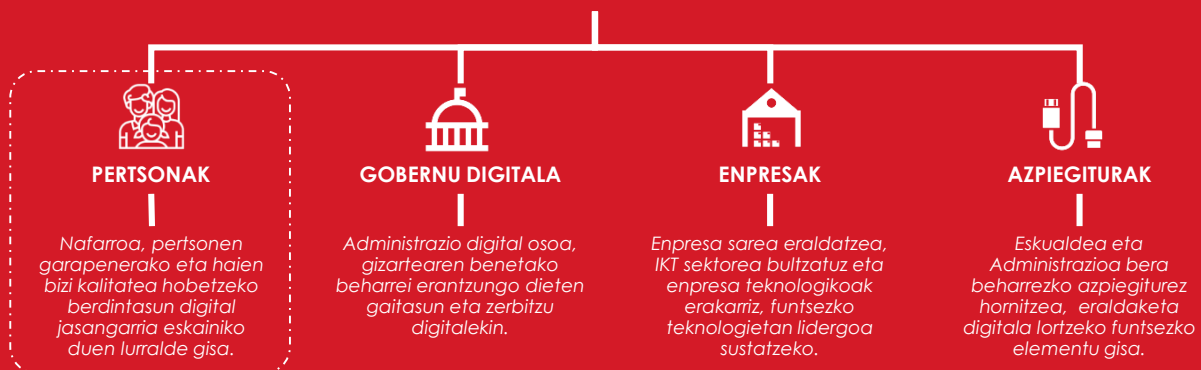 PERTSONAK
Nafarroa, pertsonen
garapenerako eta haien
bizi kalitatea hobetzeko
berdintasun digital
jasangarria eskainiko
duen lurralde gisa.
GOBERNU DIGITALA
Administrazio digital osoa,
gizartearen benetako
beharrei erantzungo dieten
gaitasun eta zerbitzu
digitalekin.
ENPRESAK
Enpresa sarea eraldatzea,
IKT sektorea bultzatuz eta
enpresa teknologikoak
erakarriz, funtsezko
teknologietan lidergoa
sustatzeko.
AZPIEGITURAK
Eskualdea eta
Administrazioa bera
beharrezko azpiegiturez
hornitzea, eraldaketa
digitala lortzeko funtsezko
elementu gisa.